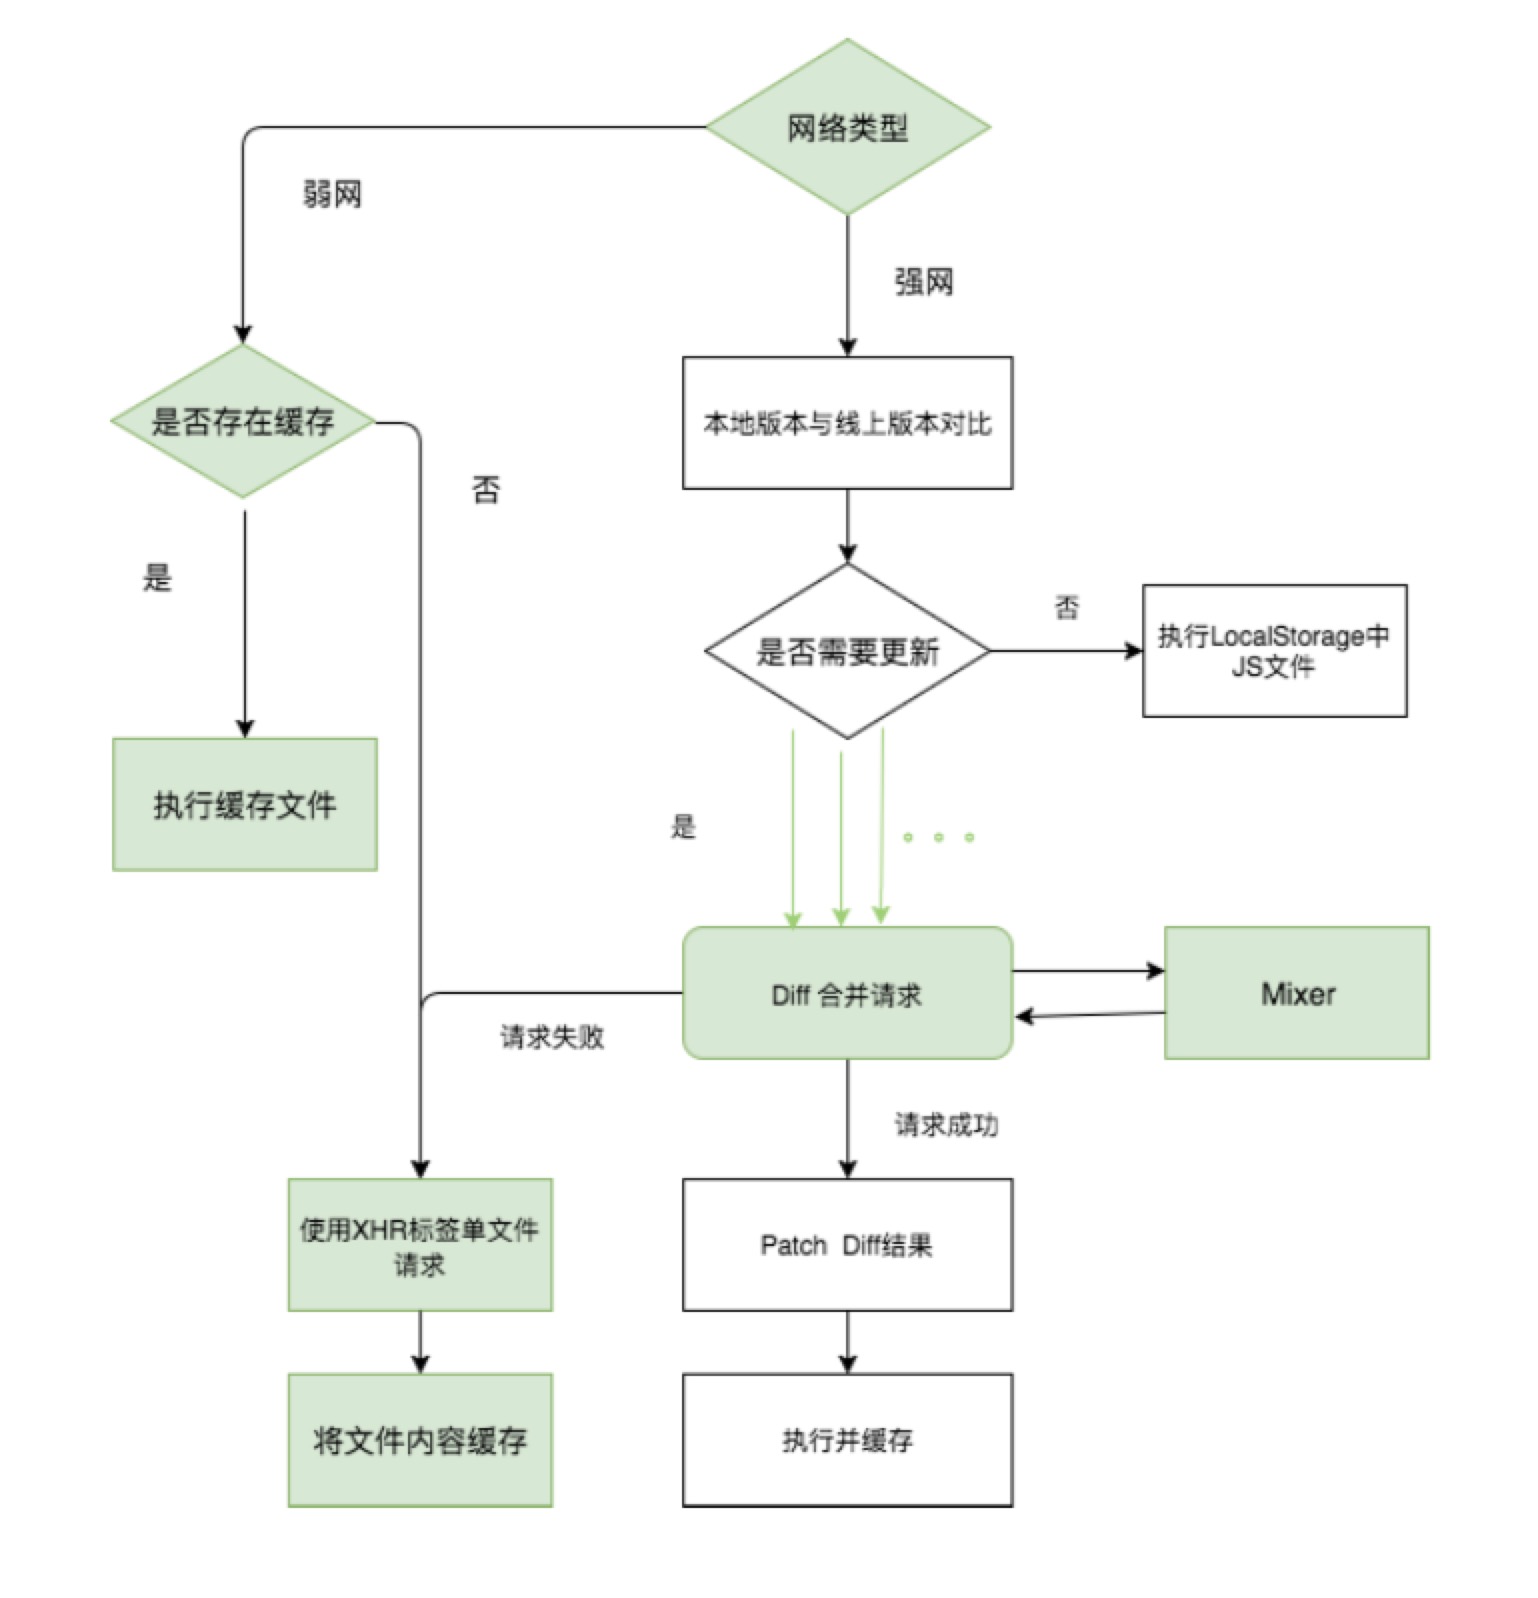 网络类型
弱网
强网
是否存在缓存
本地版本与线上版本对比
否
是
是否需要更新
否
执行LocalStorage中
JS文件
执行缓存文件
是
Diff 合并请求
Mixer
请求失败
请求成功
使用XHR标签单文件
请求
Patch Diff结果
将文件内容缓存
执行并缓存